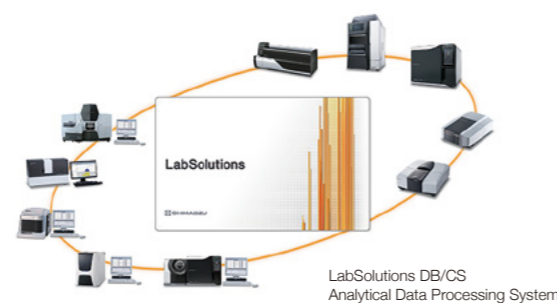 LabSolutions
SHIMADZU
LabSolutions DB/CS
Analytical Data Processing System